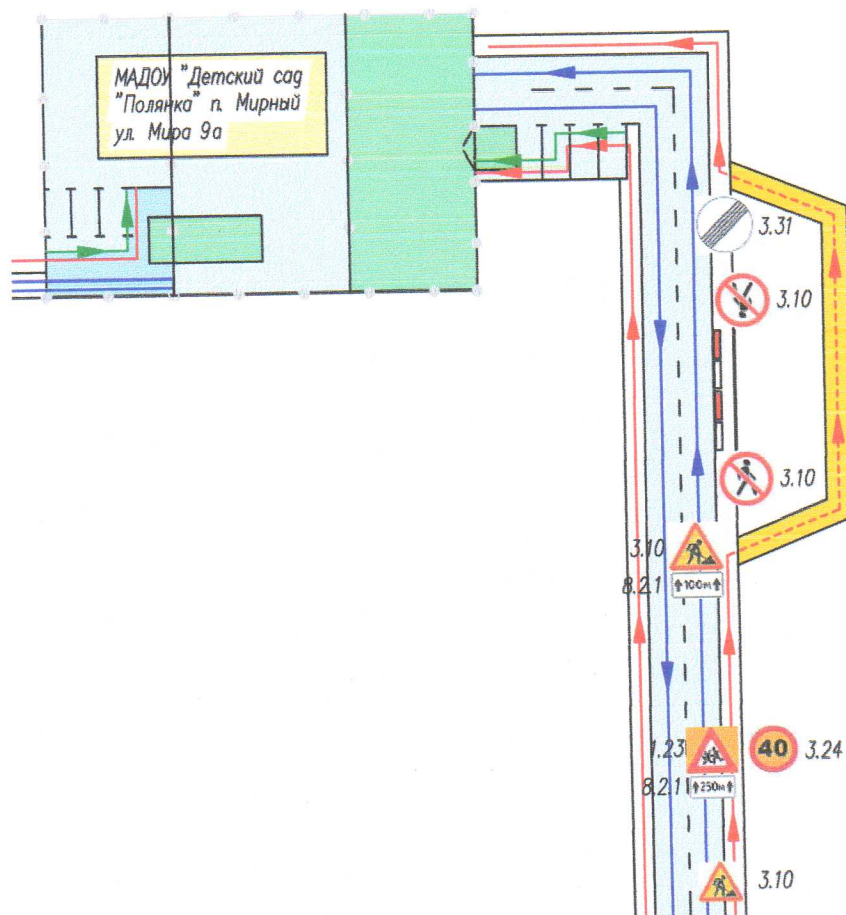 МАДОУ "Детский сад
"Полянка" п. Мирный
ул. Мира 9а
3.31
3.10
3.10
3.10
8.2.1
100м
1.23
40
3.24
8.2.1
250м
3.10